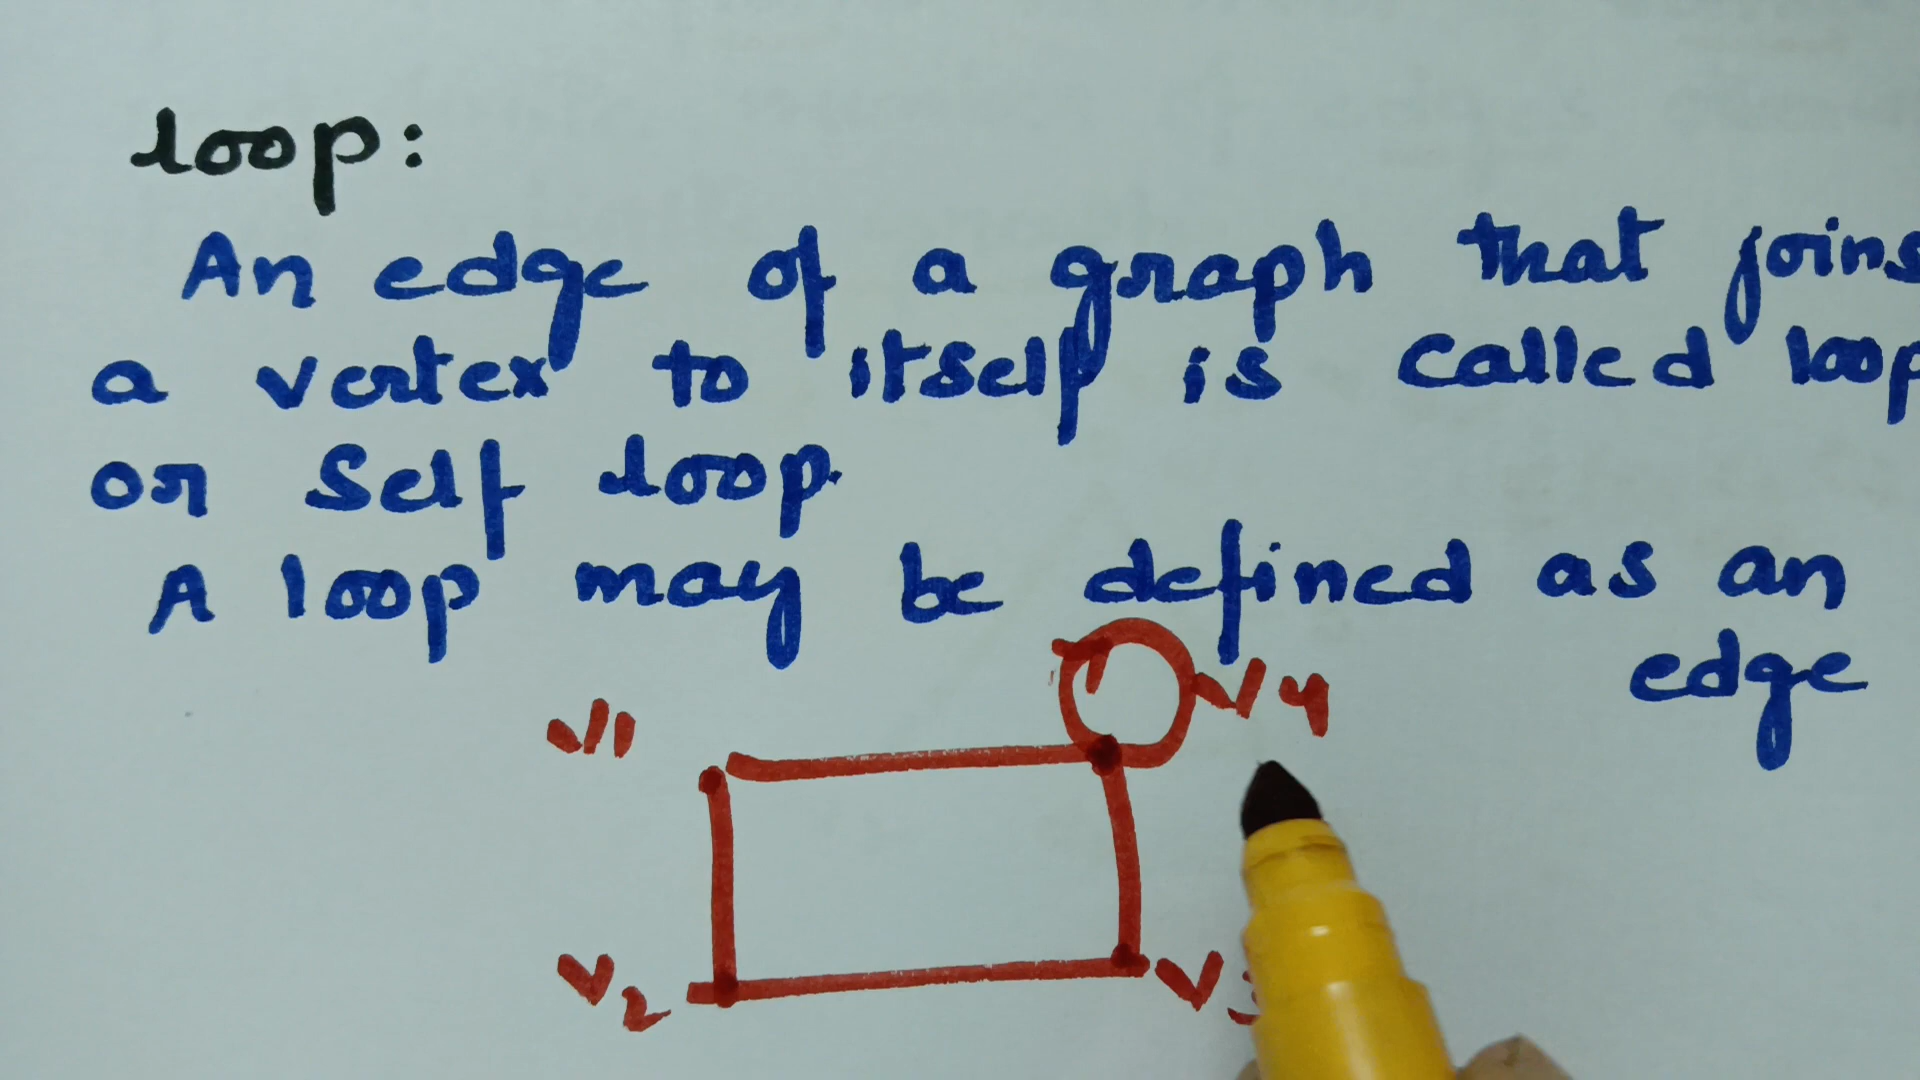 loop:
An edge of a graph that joins
a vertex to itself is called loop
or Self loop.
A loop may be defined as an
edge
V1
V4
V2
V3